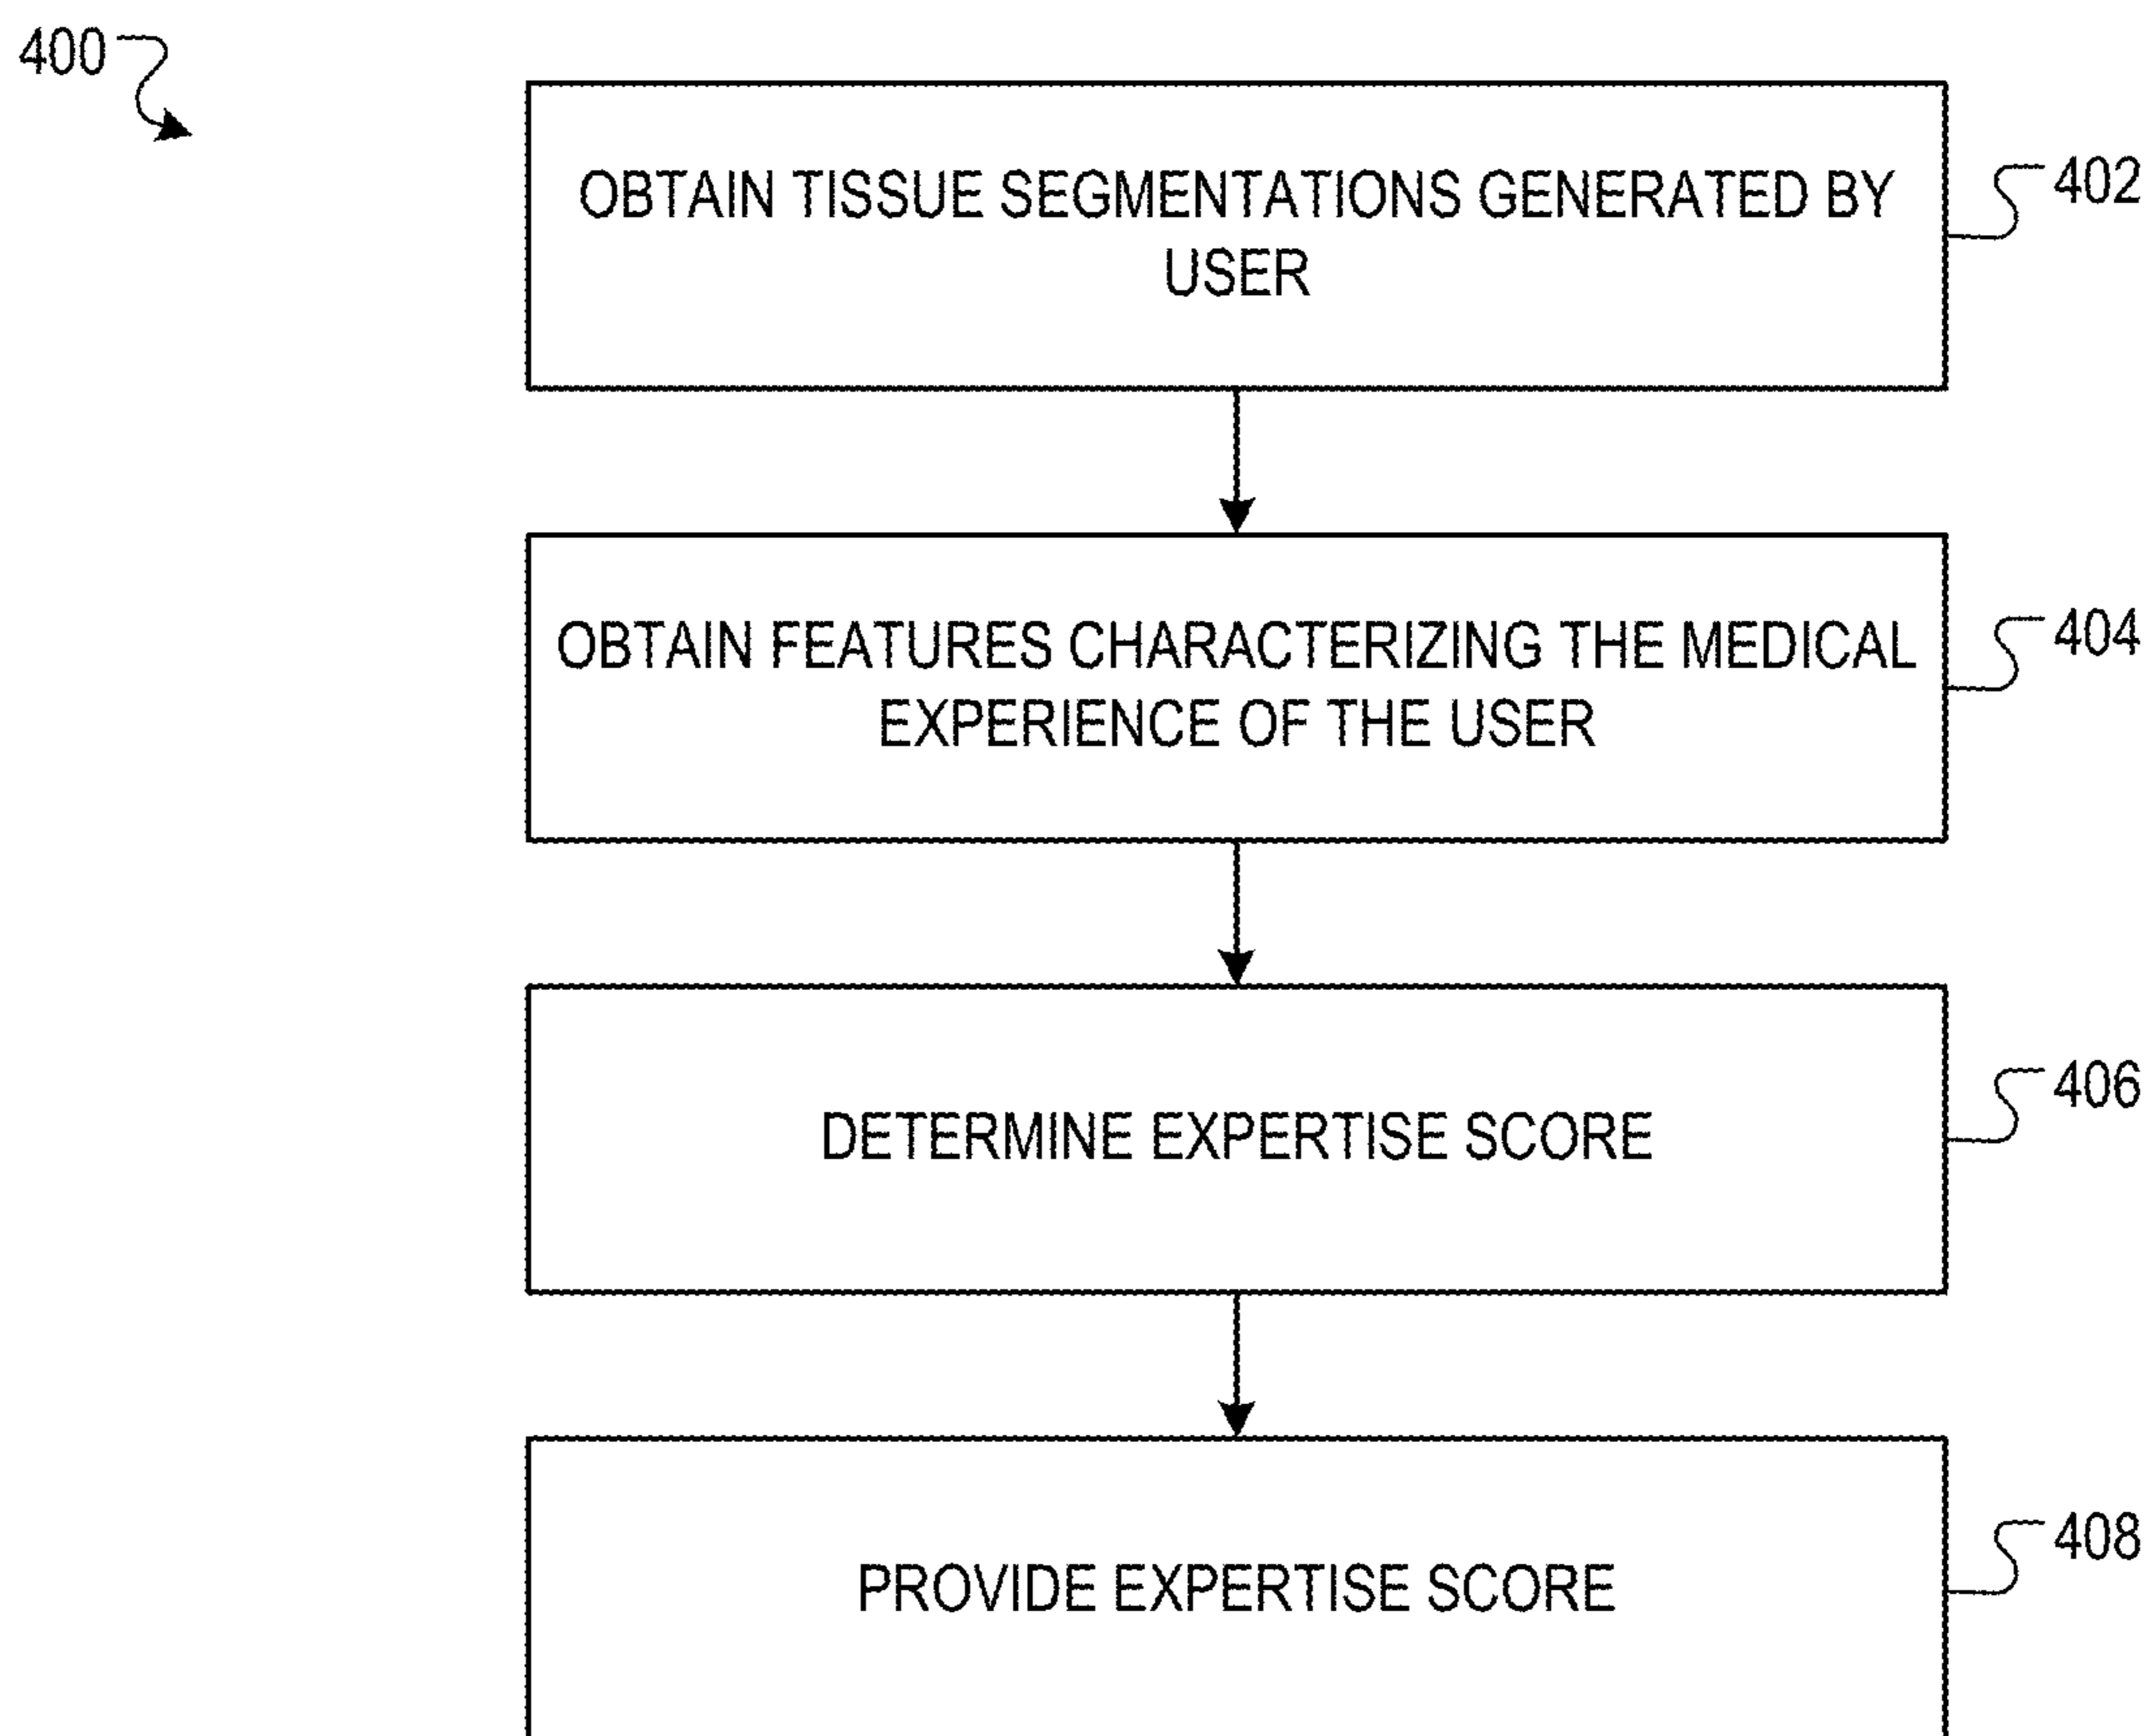 400
OBTAIN TISSUE SEGMENTATIONS GENERATED BY
USER
402
OBTAIN FEATURES CHARACTERIZING THE MEDICAL
EXPERIENCE OF THE USER
404
DETERMINE EXPERTISE SCORE
406
PROVIDE EXPERTISE SCORE
408